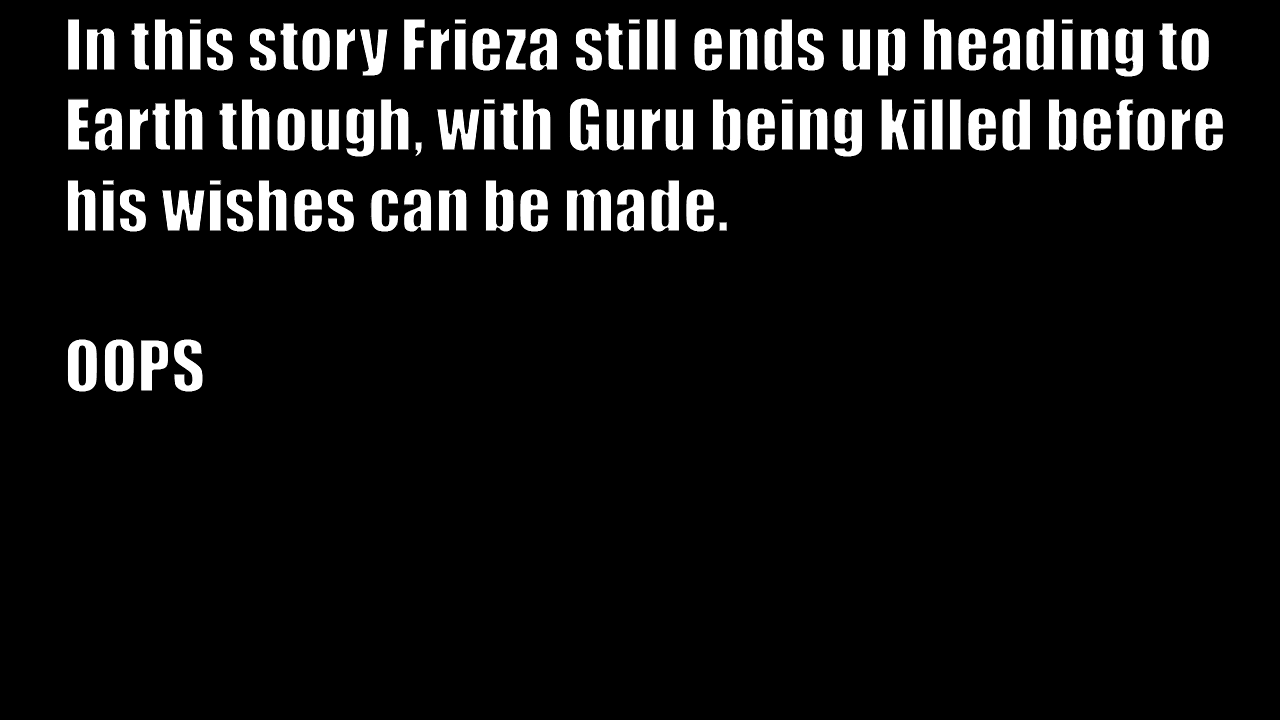 In this story Frieza still ends up heading to
Earth though, with Guru being killed before
his wishes can be made.
OOPS